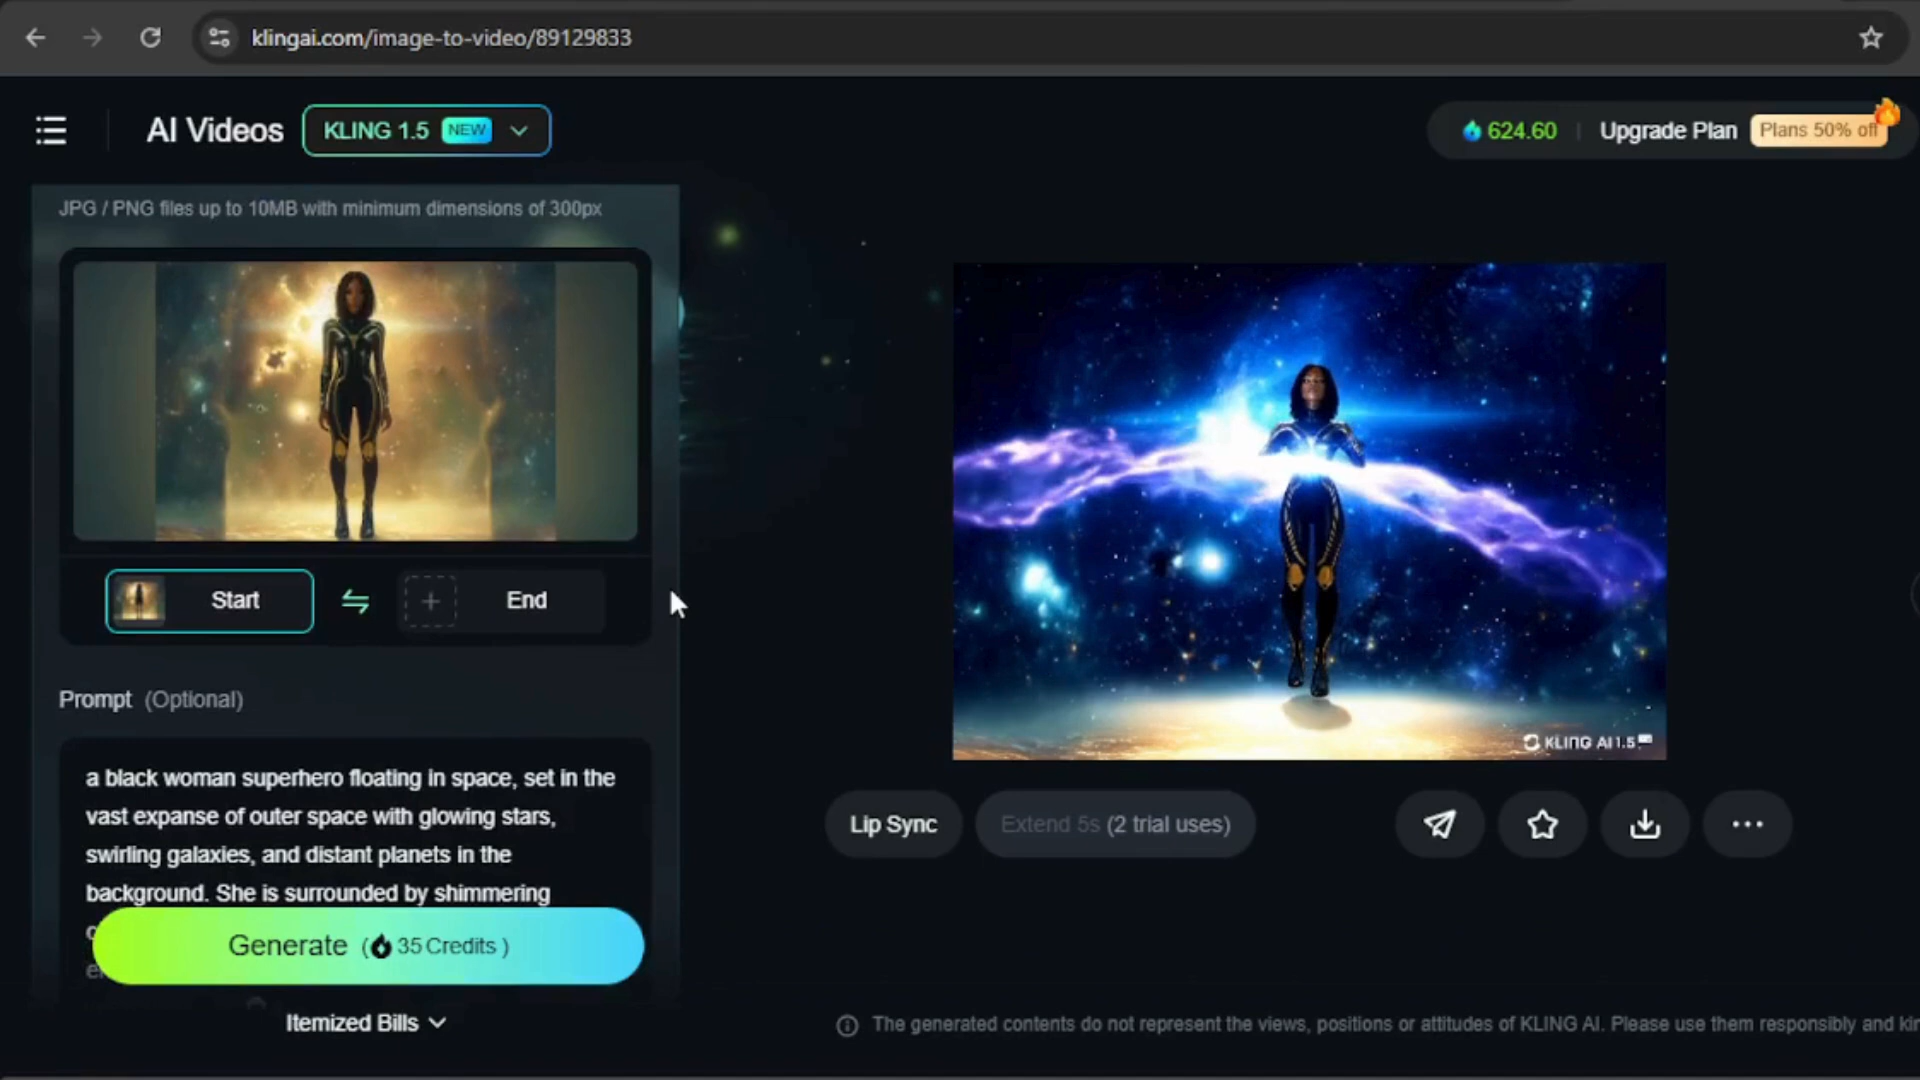 klingai.com/image-to-video/89129833
AI Videos
KLING 1.5 NEW
624.60
Upgrade Plan
Plans 50% off
JPG / PNG files up to 10MB with minimum dimensions of 300px
Start
End
Prompt (Optional)
a black woman superhero floating in space, set in the
vast expanse of outer space with glowing stars,
swirling galaxies, and distant planets in the
background. She is surrounded by shimmering
Generate ( 35 Credits )
Itemized Bills
KLING AI 1.5
Lip Sync
Extend 5s (2 trial uses)
The generated contents do not represent the views, positions or attitudes of KLING AI. Please use them responsibly and